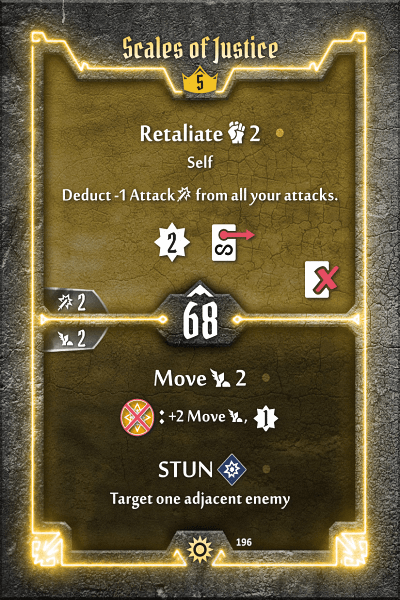 Scales of Justice
5
Retaliate 2
Self
Deduct -1 Attack from all your attacks.
2
2
68
2
Move 2
: +2 Move , 1
STUN
Target one adjacent enemy
196